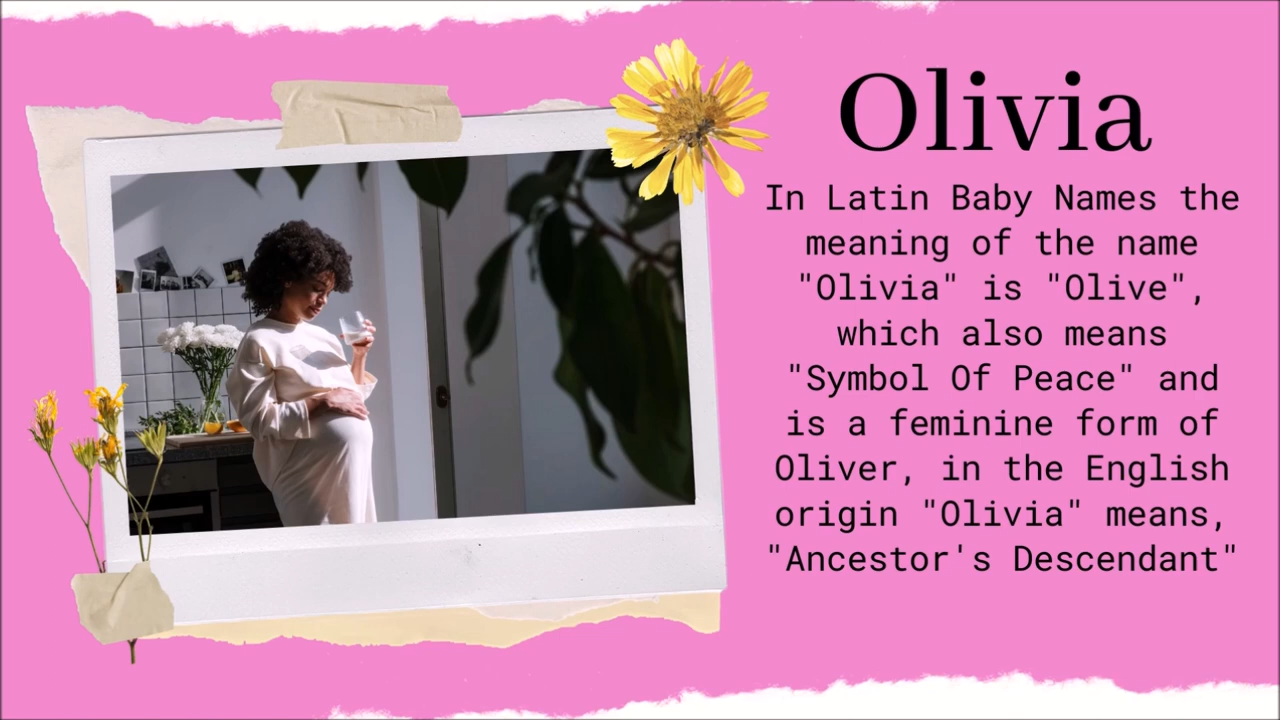 Olivia
In Latin Baby Names the
meaning of the name
"Olivia" is "Olive",
which also means
"Symbol Of Peace" and
is a feminine form of
Oliver, in the English
origin "Olivia" means,
"Ancestor's Descendant"